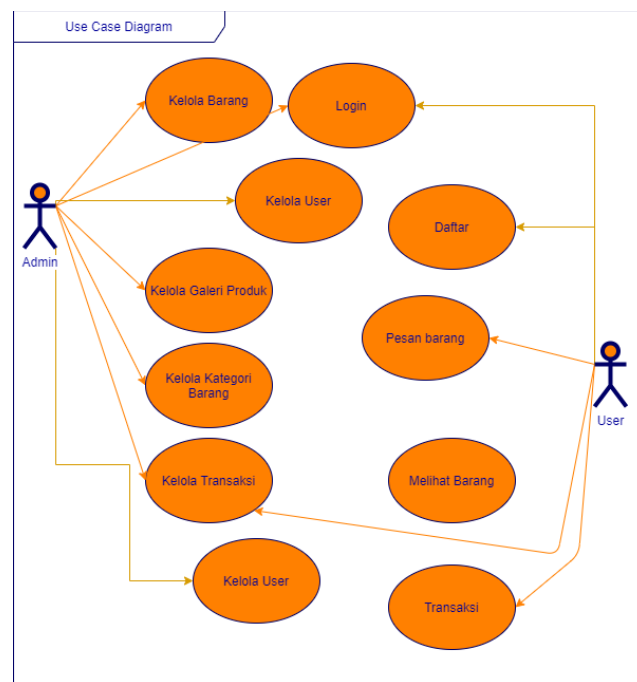 Use Case Diagram
Kelola Barang
Login
Kelola User
Daftar
Admin
Kelola Galeri Produk
Pesan barang
Kelola Kategori
Barang
User
Kelola Transaksi
Melihat Barang
Kelola User
Transaksi